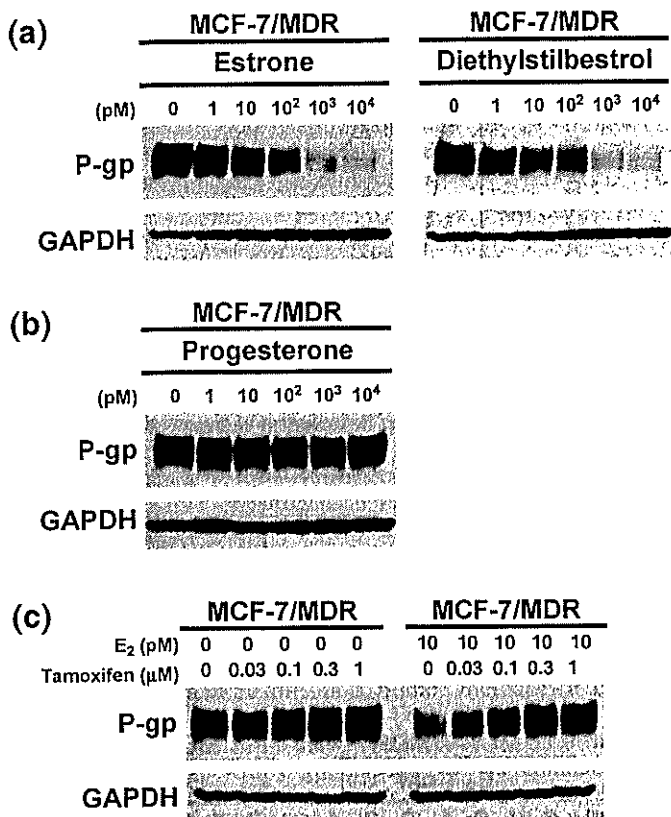 (a)
MCF-7/MDR MCF-7/MDR
Estrone Diethylstilbestrol
(pM) 0 1 10 10² 10³ 10⁴ 0 1 10 10² 10³ 10⁴
P-gp
GAPDH
(b)
MCF-7/MDR
Progesterone
(pM) 0 1 10 10² 10³ 10⁴
P-gp
GAPDH
(c)
MCF-7/MDR MCF-7/MDR
E₂ (pM) 0 0 0 0 0 10 10 10 10 10
Tamoxifen (µM) 0 0.03 0.1 0.3 1 0 0.03 0.1 0.3 1
P-gp
GAPDH